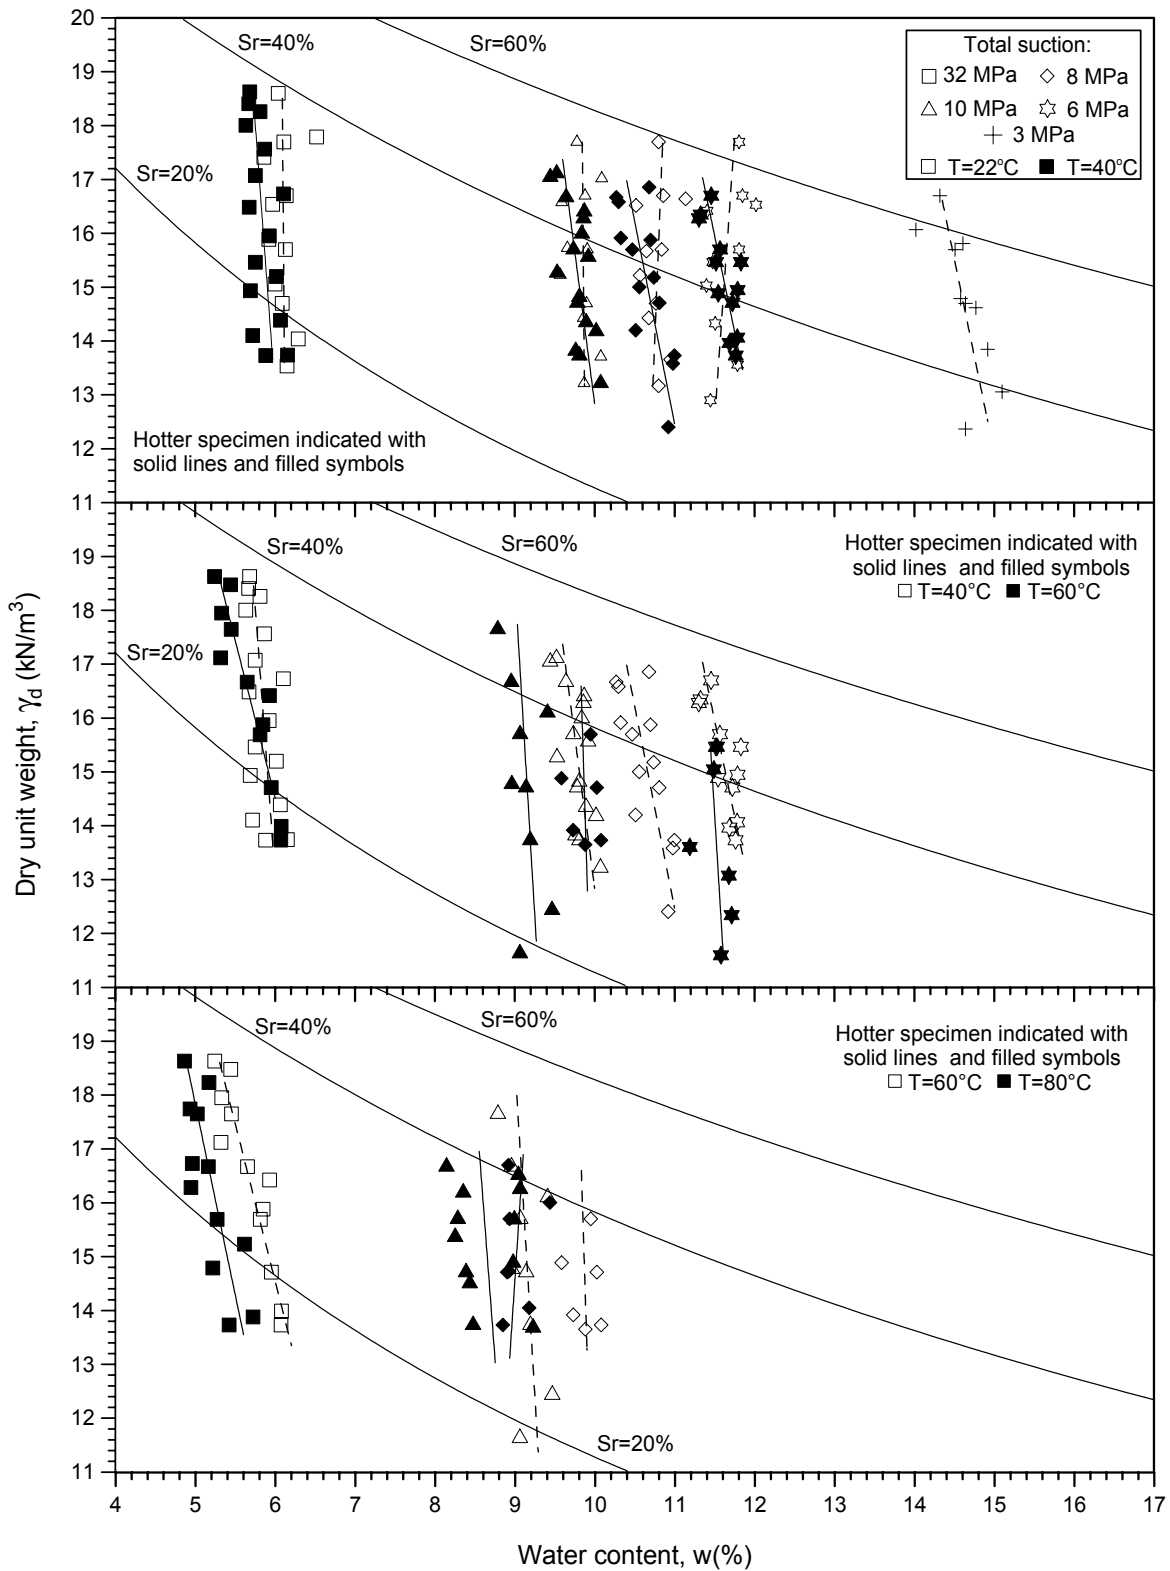 20
19
18
17
16
15
14
13
12
11
Sr=40%
Sr=60%
Sr=20%
Total suction:
32 MPa
8 MPa
10 MPa
6 MPa
3 MPa
T=22°C
T=40°C
Hotter specimen indicated with
solid lines and filled symbols
19
18
17
16
15
14
13
12
11
Sr=40%
Sr=60%
Sr=20%
Hotter specimen indicated with
solid lines and filled symbols
T=40°C
T=60°C
Dry unit weight, γd (kN/m3)
19
18
17
16
15
14
13
12
11
Sr=40%
Sr=60%
Sr=20%
Hotter specimen indicated with
solid lines and filled symbols
T=60°C
T=80°C
4 5 6 7 8 9 10 11 12 13 14 15 16 17
Water content, w(%)